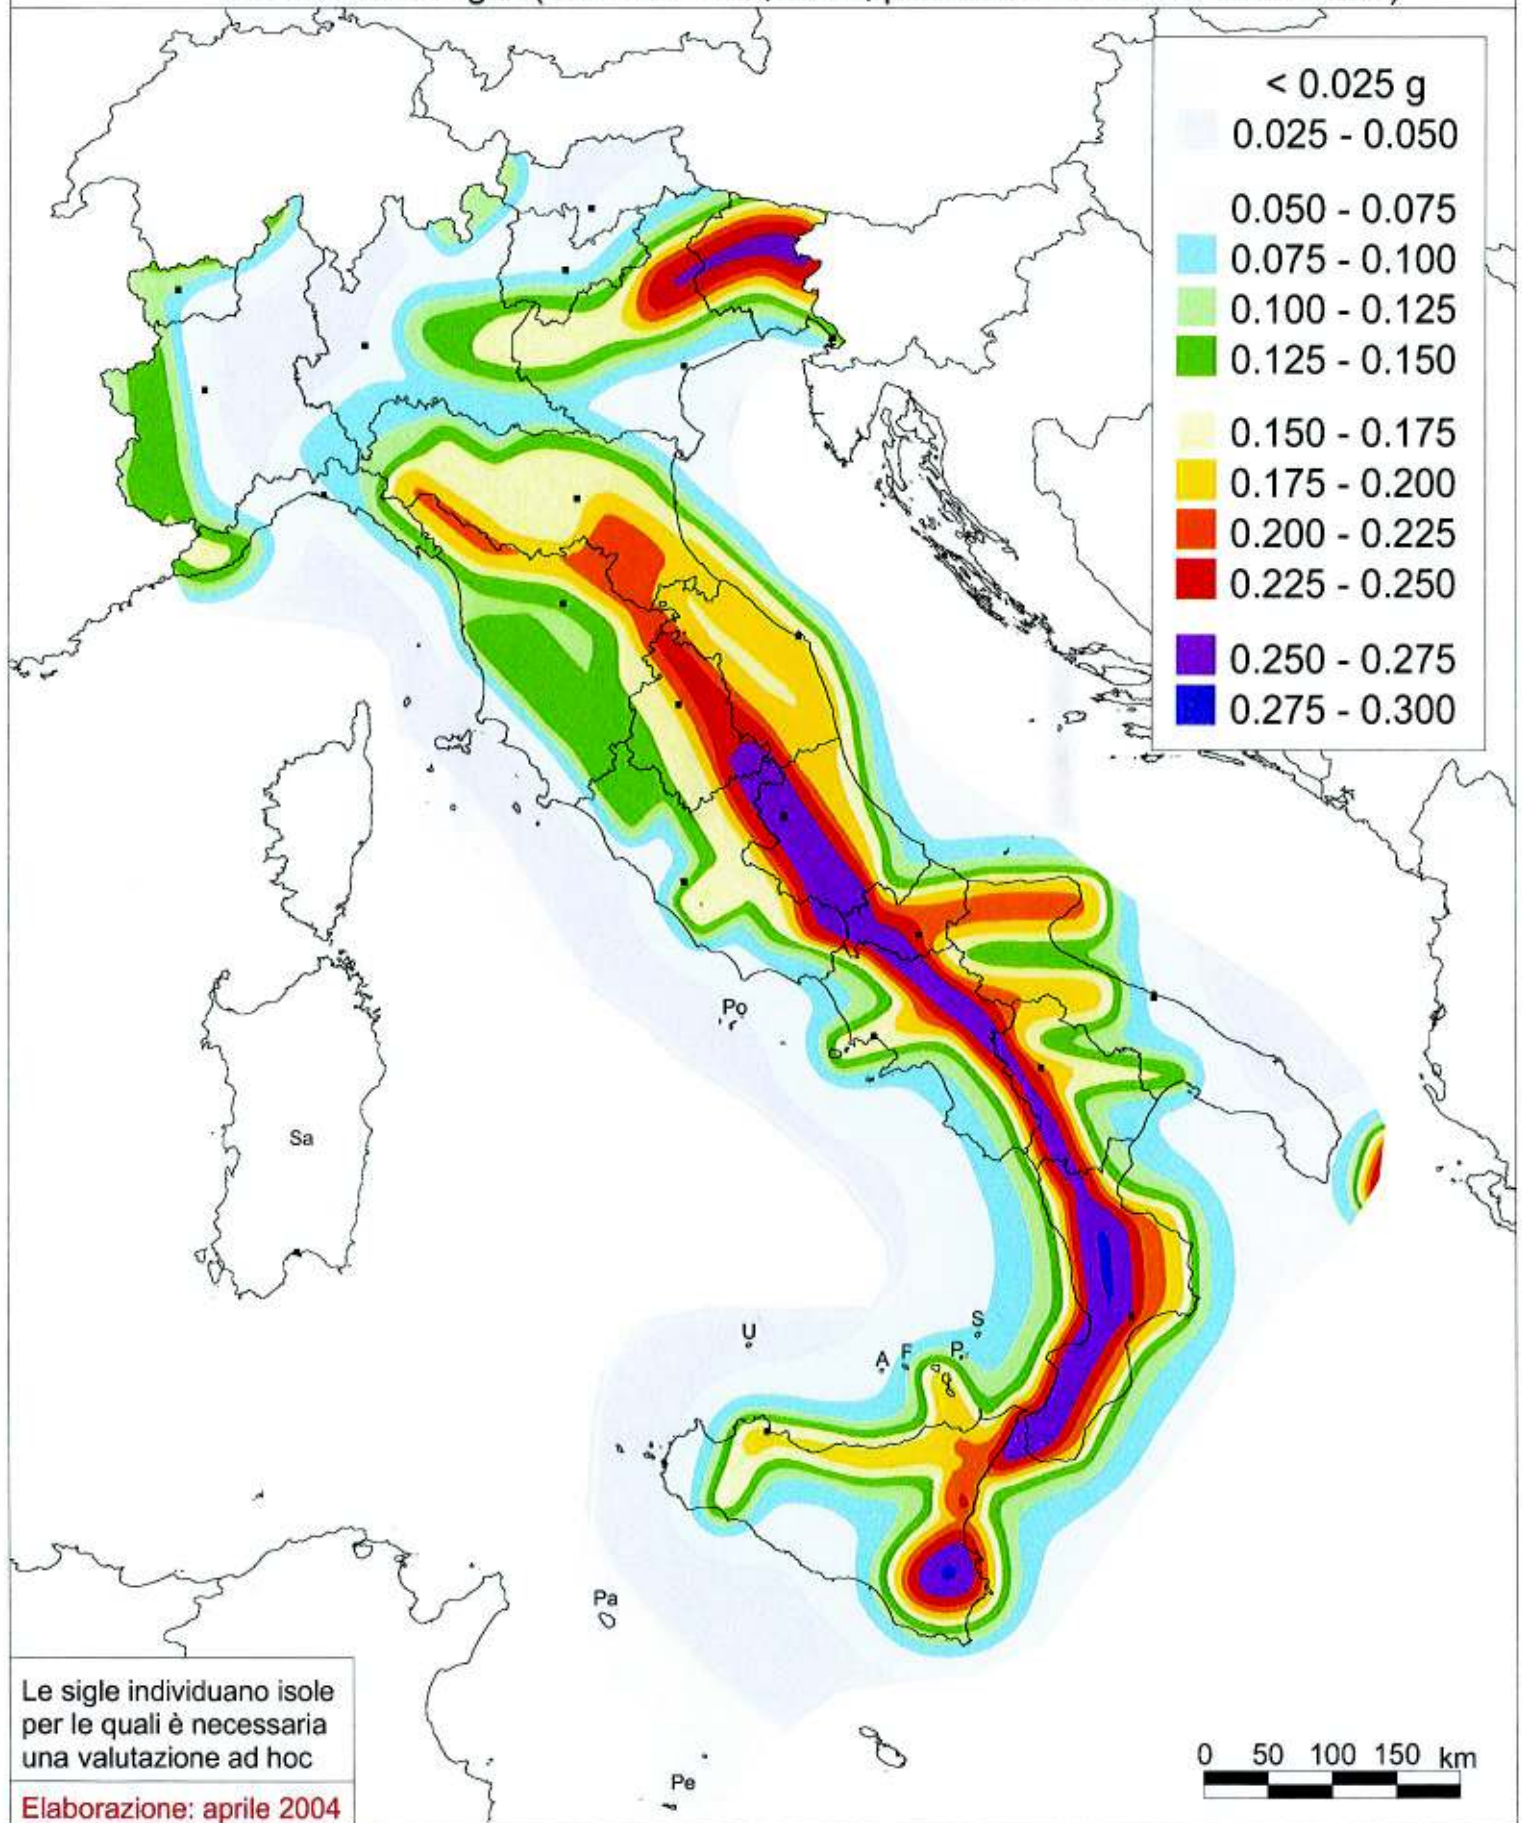 < 0.025 g
0.025 - 0.050
0.050 - 0.075
0.075 - 0.100
0.100 - 0.125
0.125 - 0.150
0.150 - 0.175
0.175 - 0.200
0.200 - 0.225
0.225 - 0.250
0.250 - 0.275
0.275 - 0.300
Po
Sa
S
U
P
F
A
Pa
Pe
Le sigle individuano isole
per le quali è necessaria
una valutazione ad hoc
Elaborazione: aprile 2004
0 50 100 150 km